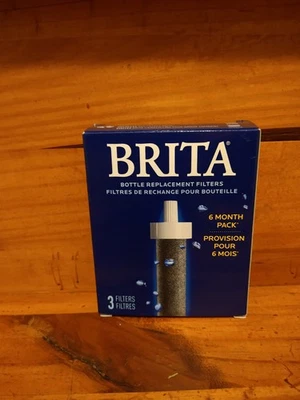 BRITA®
BOTTLE REPLACEMENT FILTERS
FILTRES DE RECHANGE POUR BOUTEILLE
6 MONTH
PACK*
PROVISION
POUR
6 MOIS*
3 FILTERS
FILTRES